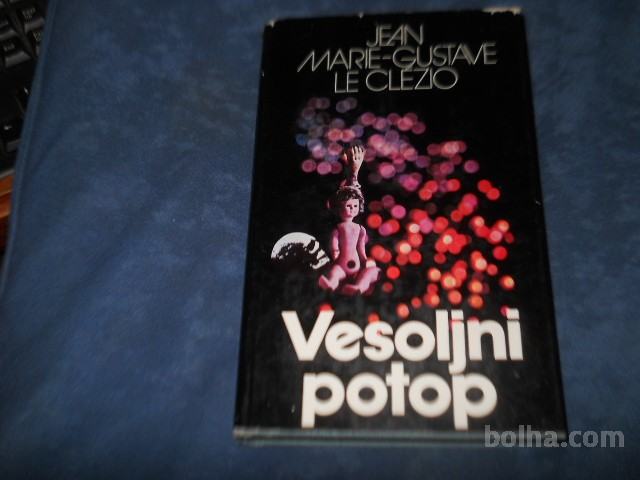 JEAN
MARIE-GUSTAVE
LE CLÉZIO
Vesoljni
potop
bolha.com